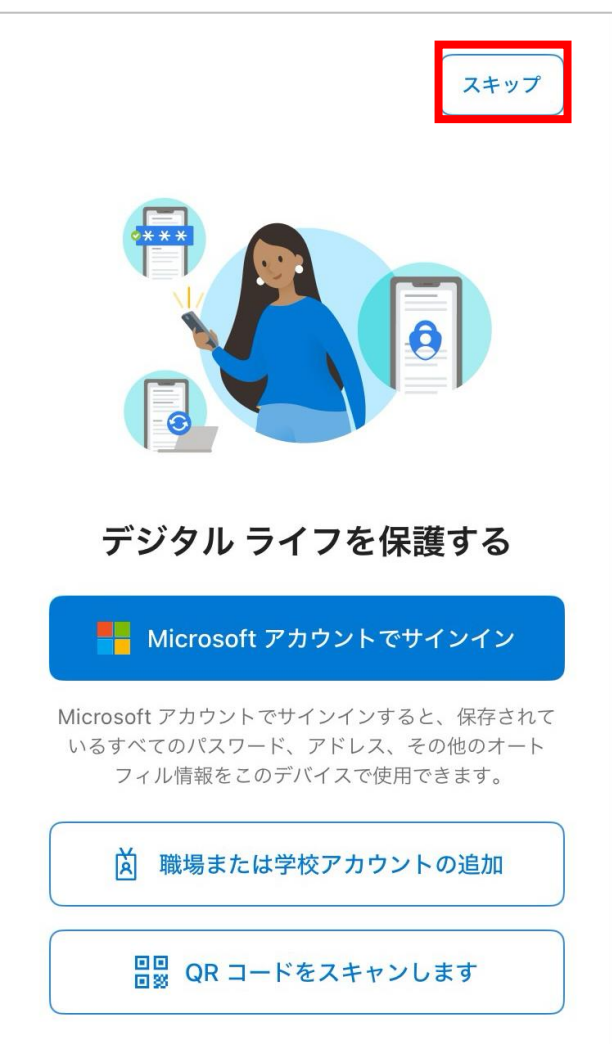 スキップ
***
デジタル ライフを保護する
Microsoft アカウントでサインイン
Microsoft アカウントでサインインすると、保存されて
いるすべてのパスワード、アドレス、その他のオート
フィル情報をこのデバイスで使用できます。
職場または学校アカウントの追加
QR コードをスキャンします